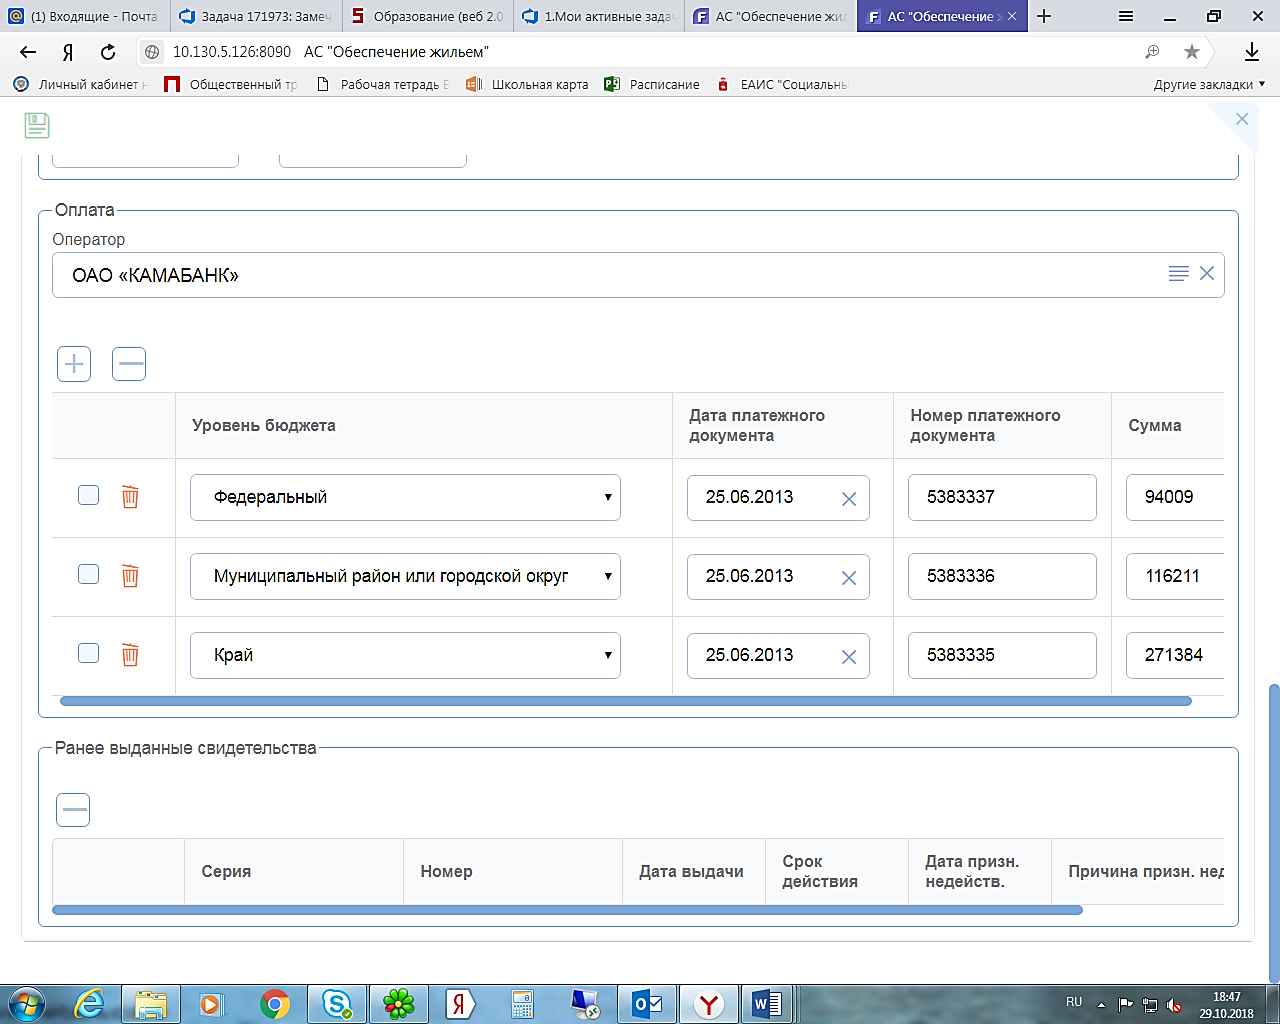 (1) Входящие - Почта
Задача 171973: Замеч
Образование (веб 2.0
1.Мои активные задач
АС "Обеспечение жил
АС "Обеспечение
10.130.5.126:8090 АС "Обеспечение жильем"
Личный кабинет
Общественный тр
Рабочая тетрадь
Школьная карта
Расписание
ЕАИС "Социальны
Другие закладки
Оплата
Оператор
ОАО «КАМАБАНК»
Уровень бюджета
Дата платежного
документа
Номер платежного
документа
Сумма
Федеральный
25.06.2013
5383337
94009
Муниципальный район или городской округ
25.06.2013
5383336
116211
Край
25.06.2013
5383335
271384
Ранее выданные свидетельства
Серия
Номер
Дата выдачи
Срок
действия
Дата призн.
недейств.
Причина призн. нед
RU
18:47
29.10.2018